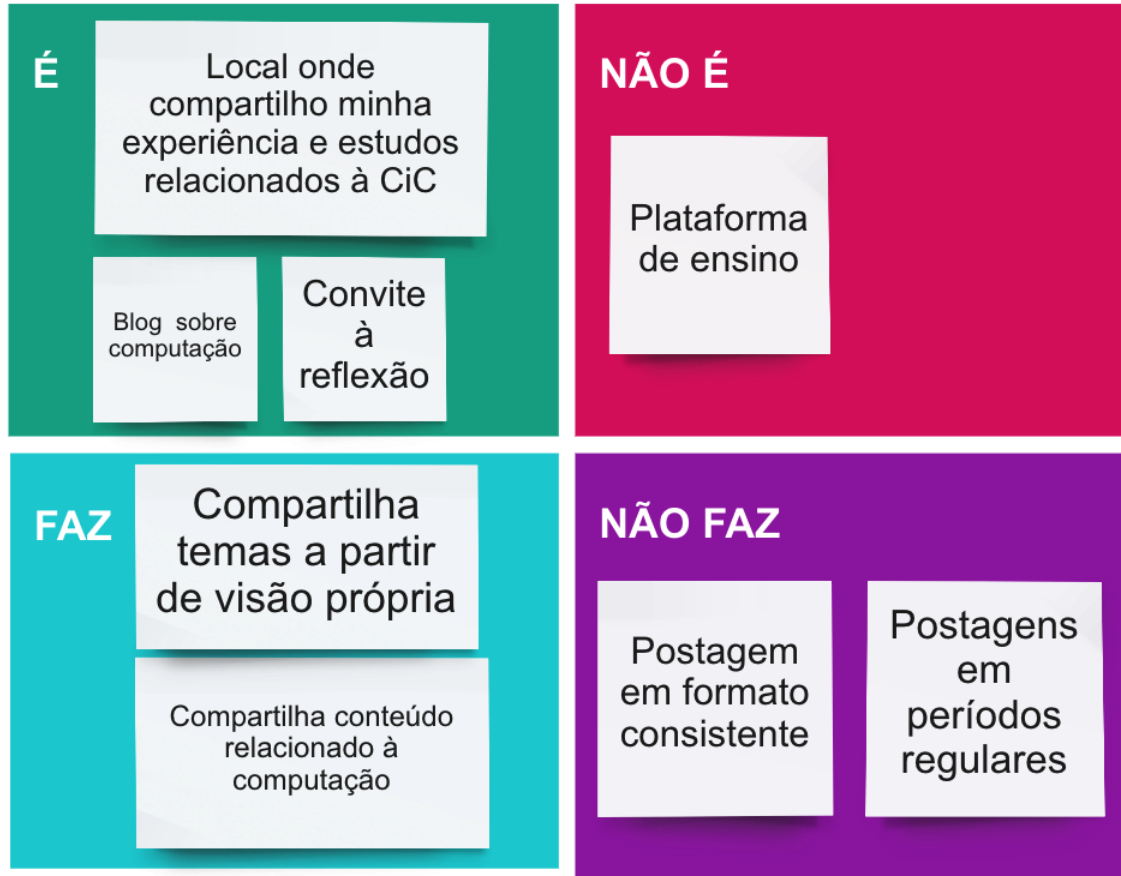 É
Local onde
compartilho minha
experiência e estudos
relacionados à CiC
Blog sobre
computação
Convite
à
reflexão
NÃO É
Plataforma
de ensino
FAZ
Compartilha
temas a partir
de visão própria
Compartilha conteúdo
relacionado à
computação
NÃO FAZ
Postagem
em formato
consistente
Postagens
em
períodos
regulares